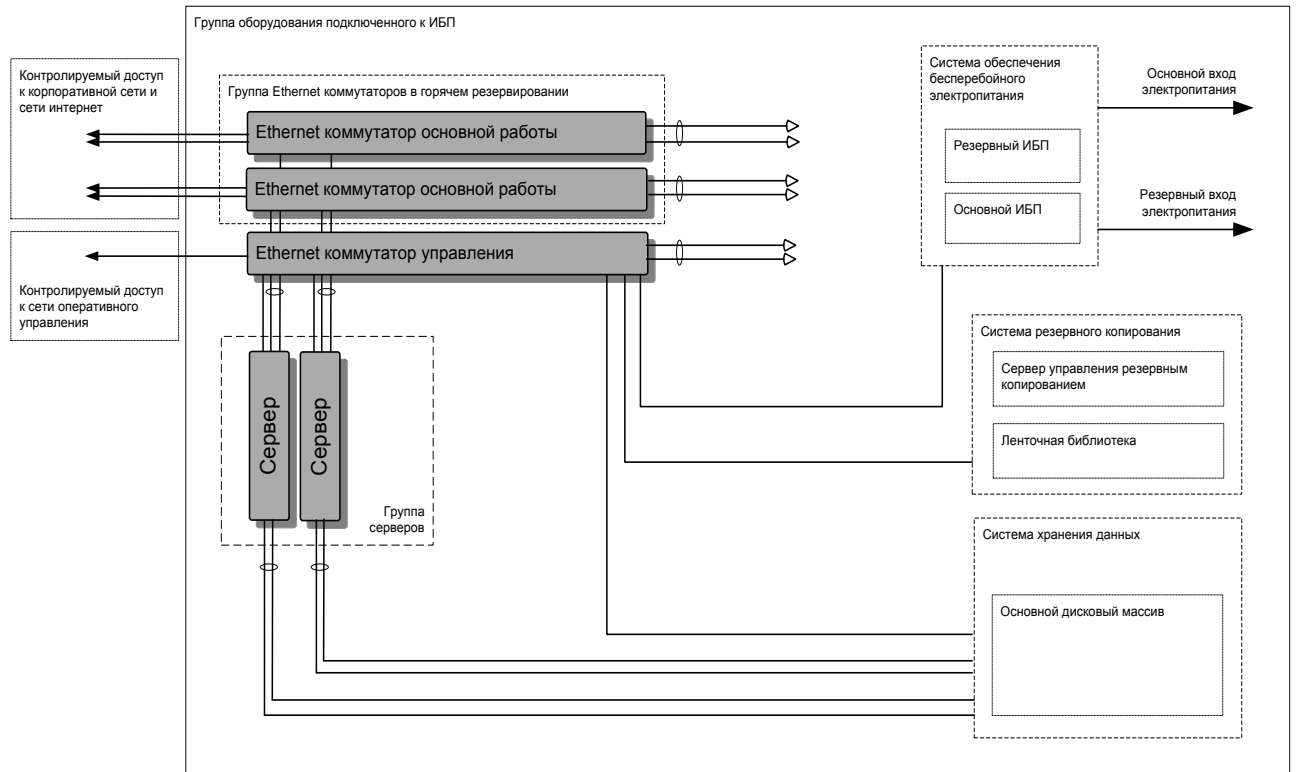 Группа оборудования подключенного к ИБП
Контролируемый доступ
к корпоративной сети и
сети интернет
Группа Ethernet коммутаторов в горячем резервировании
Ethernet коммутатор основной работы
Ethernet коммутатор основной работы
Ethernet коммутатор управления
Контролируемый доступ
к сети оперативного
управления
Сервер
Сервер
Группа
серверов
Система обеспечения
бесперебойного
электропитания
Резервный ИБП
Основной ИБП
Основной вход
электропитания
Резервный вход
электропитания
Система резервного копирования
Сервер управления резервным
копированием
Ленточная библиотека
Система хранения данных
Основной дисковый массив